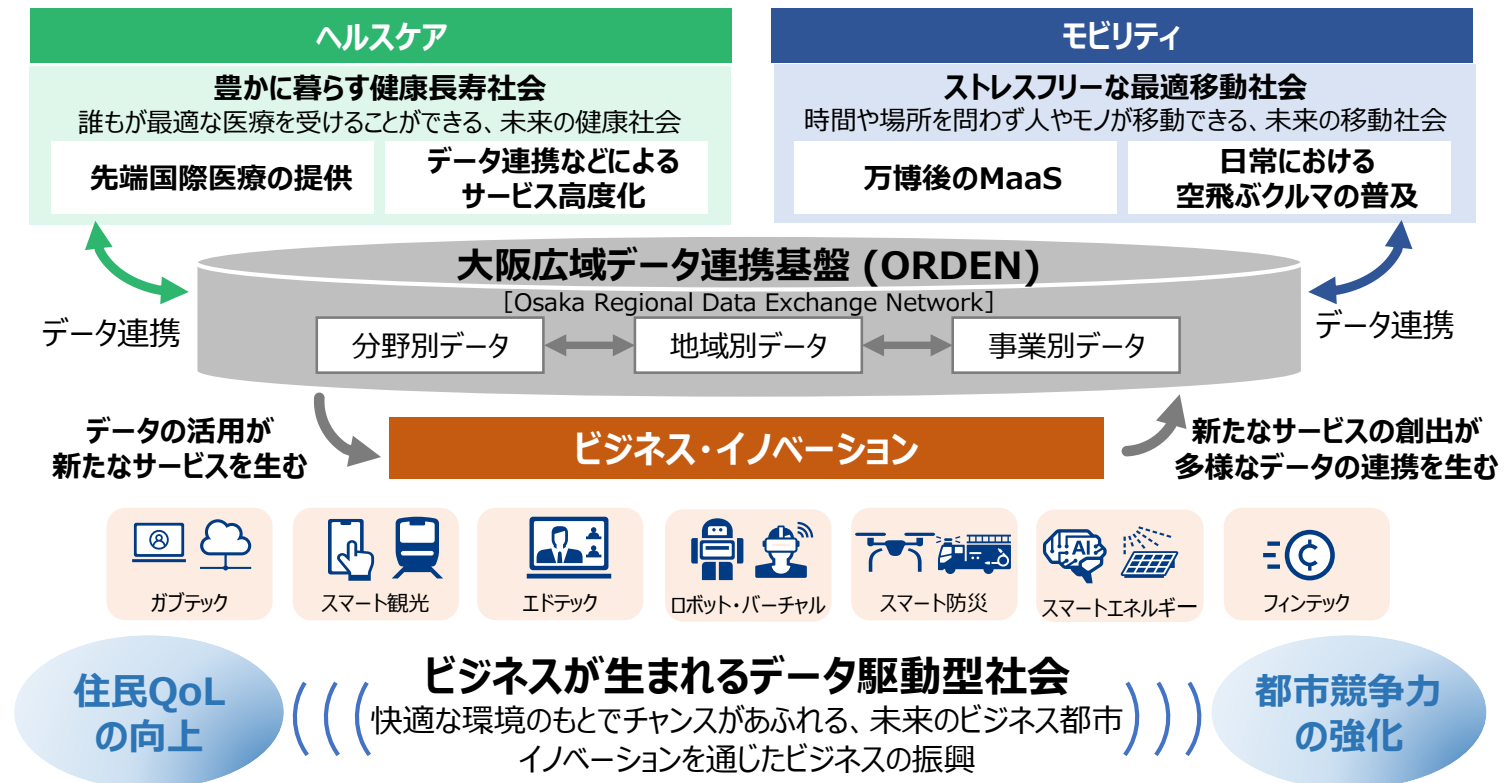 ヘルスケア
豊かに暮らす健康長寿社会
誰もが最適な医療を受けることができる、未来の健康社会
先端国際医療の提供
データ連携などによる
サービス高度化
モビリティ
ストレスフリーな最適移動社会
時間や場所を問わず人やモノが移動できる、未来の移動社会
万博後のMaaS
日常における
空飛ぶクルマの普及
大阪広域データ連携基盤 (ORDEN)
[Osaka Regional Data Exchange Network]
データ連携
分野別データ
地域別データ
事業別データ
データ連携
データの活用が
新たなサービスを生む
ビジネス・イノベーション
新たなサービスの創出が
多様なデータの連携を生む
ガブテック
スマート観光
エドテック
ロボット・バーチャル
スマート防災
AI
スマートエネルギー
フィンテック
住民QoL
の向上
ビジネスが生まれるデータ駆動型社会
快適な環境のもとでチャンスがあふれる、未来のビジネス都市
イノベーションを通じたビジネスの振興
都市競争力
の強化